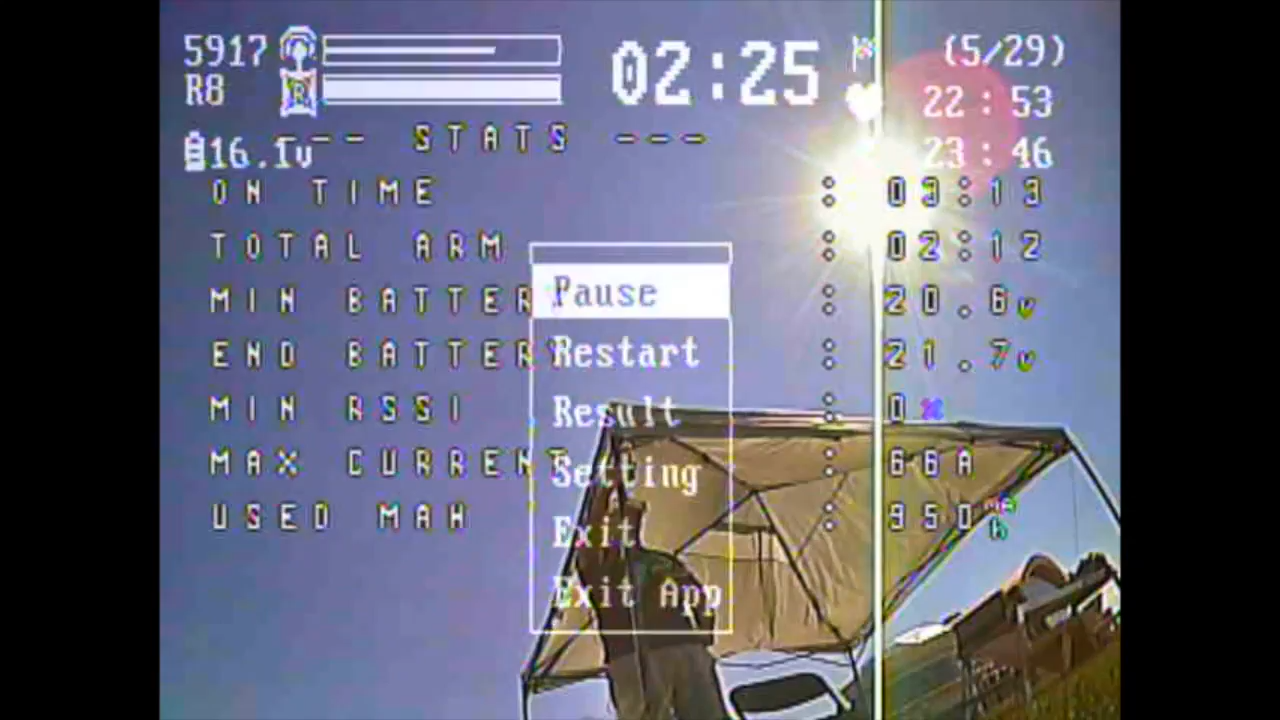 5917 02:25 (5/29)
R8 R 22:53
16.1v -- STATS --- 23:46
ON TIME : 03:13
TOTAL ARM : 02:12
MIN BATTER : 20.6v
Pause
END BATTERY : 21.7v
Restart
MIN RSSI : 0%
Result
MAX CURRENT : 66A
Setting
USED MAH : 950mAh
Exit
Exit App